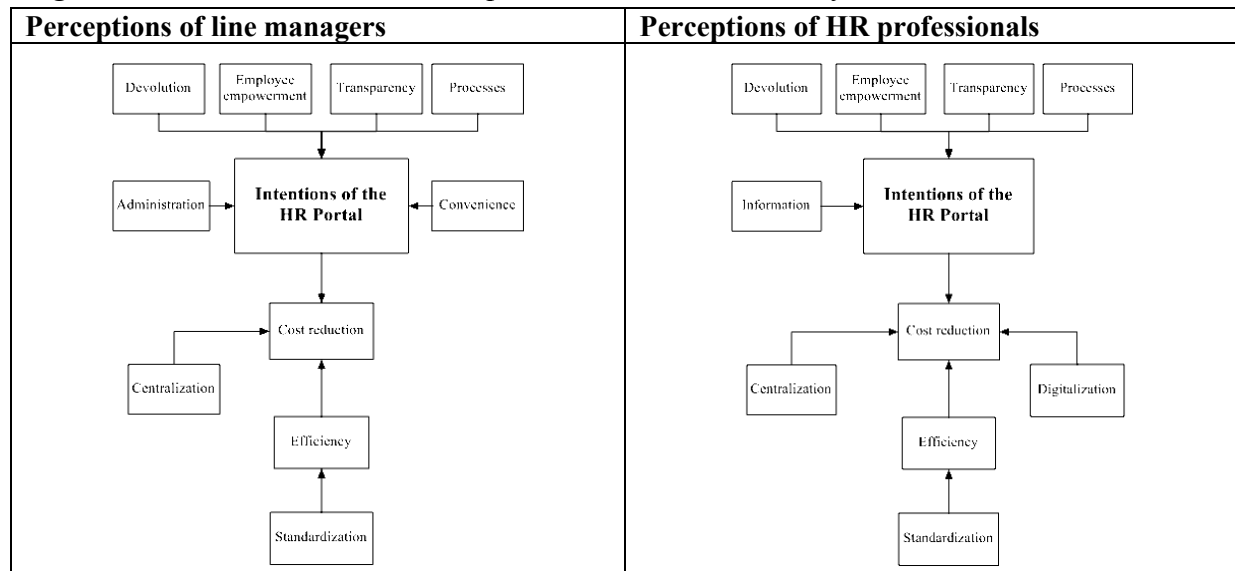 Perceptions of line managers
Perceptions of HR professionals
Devolution
Employee
empowerment
Transparency
Processes
Administration
Intentions of the
HR Portal
Convenience
Cost reduction
Centralization
Efficiency
Standardization
Devolution
Employee
empowerment
Transparency
Processes
Information
Intentions of the
HR Portal
Cost reduction
Centralization
Digitalization
Efficiency
Standardization